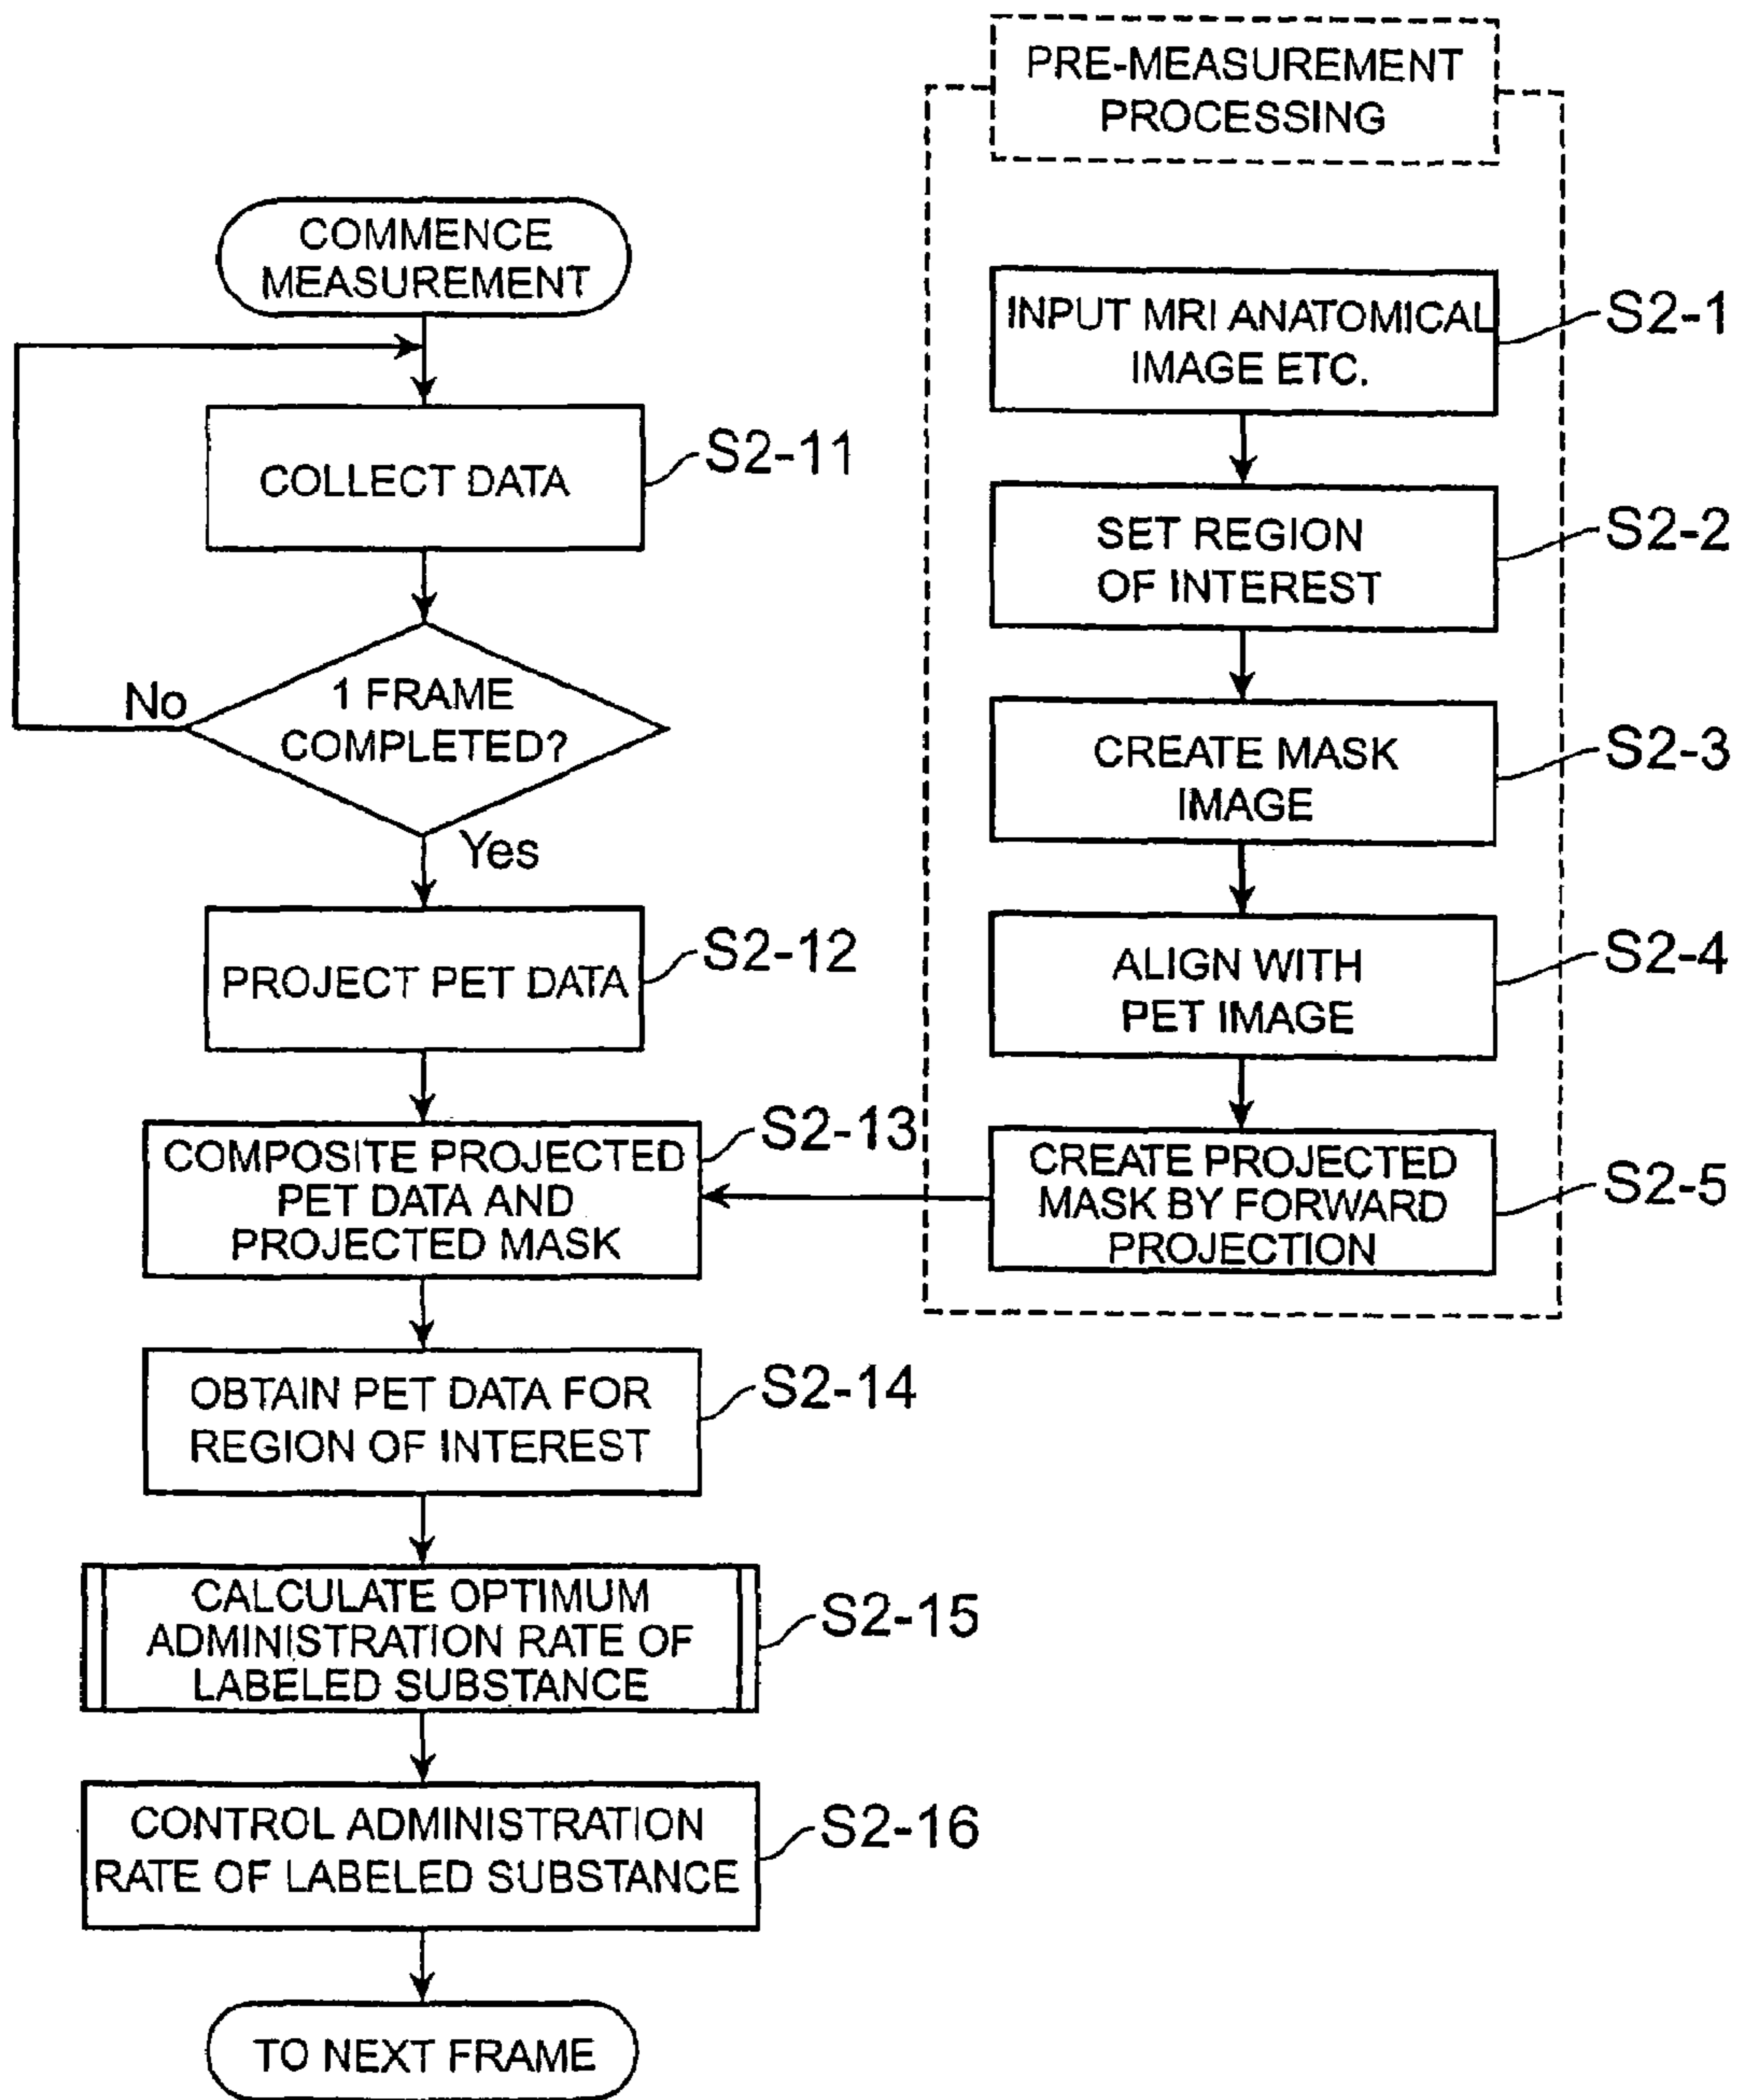 PRE-MEASUREMENT
PROCESSING
INPUT MRI ANATOMICAL
IMAGE ETC.
S2-1
SET REGION
OF INTEREST
S2-2
CREATE MASK
IMAGE
S2-3
ALIGN WITH
PET IMAGE
S2-4
CREATE PROJECTED
MASK BY FORWARD
PROJECTION
S2-5
COMMENCE
MEASUREMENT
COLLECT DATA
S2-11
1 FRAME
COMPLETED?
No
Yes
PROJECT PET DATA
S2-12
COMPOSITE PROJECTED
PET DATA AND
PROJECTED MASK
S2-13
OBTAIN PET DATA FOR
REGION OF INTEREST
S2-14
CALCULATE OPTIMUM
ADMINISTRATION RATE OF
LABELED SUBSTANCE
S2-15
CONTROL ADMINISTRATION
RATE OF LABELED SUBSTANCE
S2-16
TO NEXT FRAME